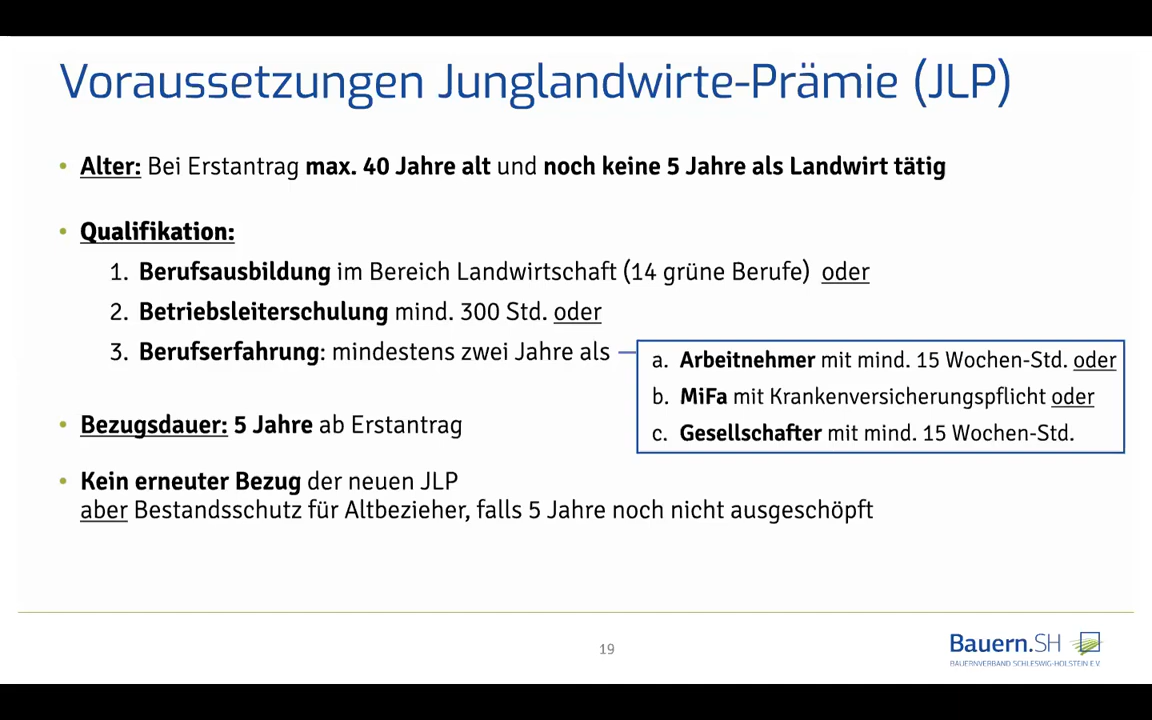 Voraussetzungen Junglandwirte-Prämie (JLP)
• Alter: Bei Erstantrag max. 40 Jahre alt und noch keine 5 Jahre als Landwirt tätig
• Qualifikation:
1. Berufsausbildung im Bereich Landwirtschaft (14 grüne Berufe) oder
2. Betriebsleiterschulung mind. 300 Std. oder
3. Berufserfahrung: mindestens zwei Jahre als
a. Arbeitnehmer mit mind. 15 Wochen-Std. oder
b. MiFa mit Krankenversicherungspflicht oder
c. Gesellschafter mit mind. 15 Wochen-Std.
• Bezugsdauer: 5 Jahre ab Erstantrag
• Kein erneuter Bezug der neuen JLP
aber Bestandsschutz für Altbezieher, falls 5 Jahre noch nicht ausgeschöpft
19
Bauern.SH
BAUERNVERBAND SCHLESWIG-HOLSTEIN E.V.